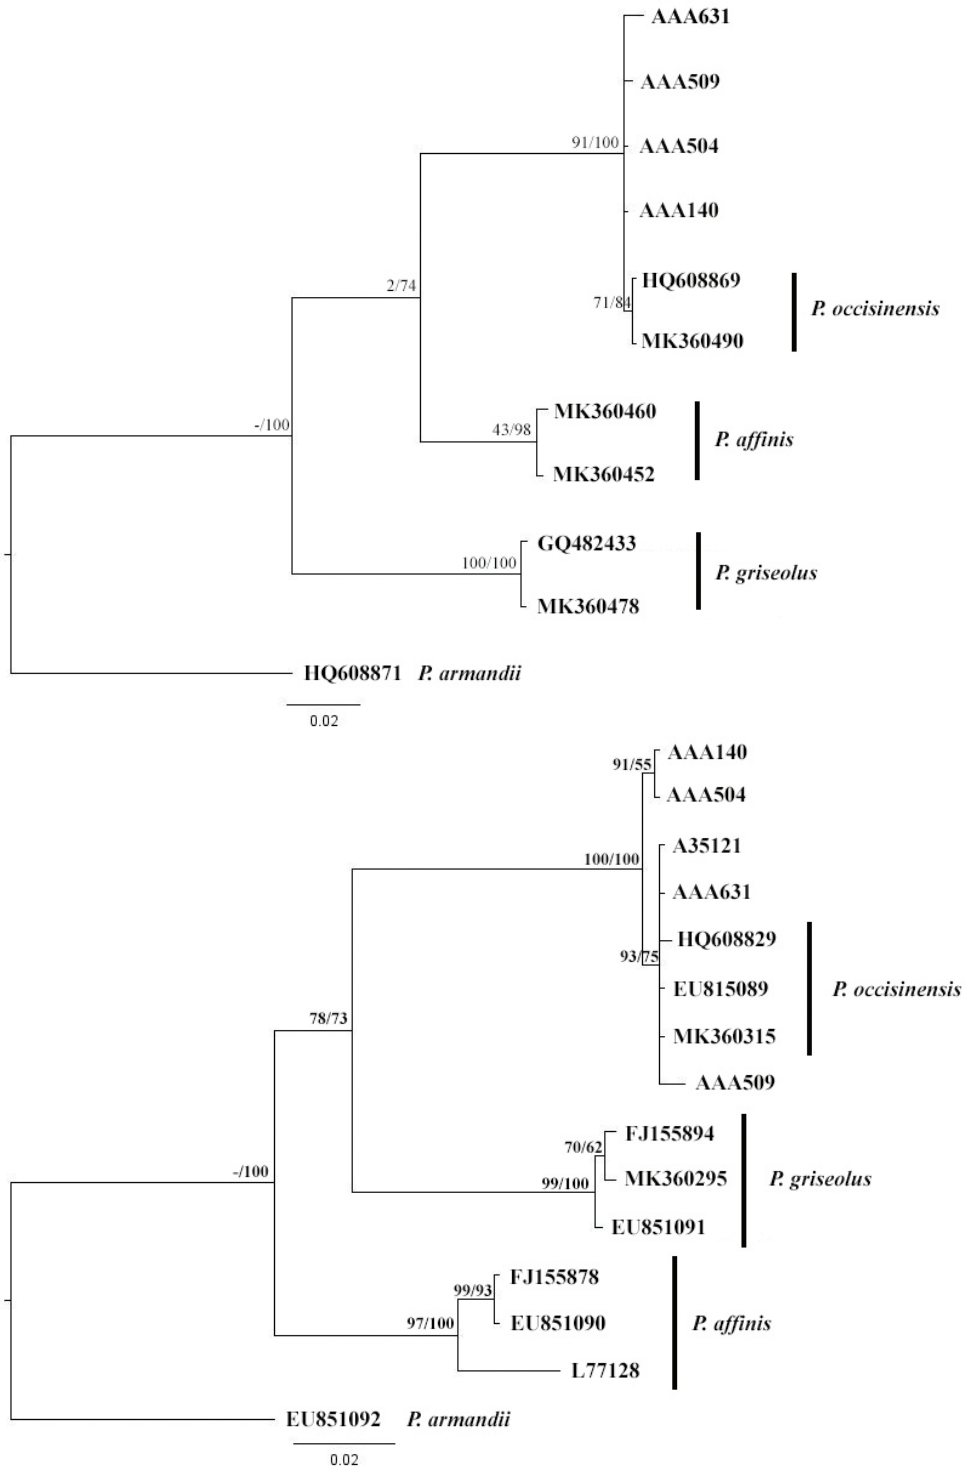 AAA631
AAA509
AAA504
91/100
AAA140
HQ608869
2/74
71/84
P. occisinensis
MK360490
MK360460
-/100
43/98
P. affinis
MK360452
GQ482433
100/100
P. griseolus
MK360478
HQ608871 P. armandii
0.02
AAA140
91/55
AAA504
A35121
100/100
AAA631
HQ608829
93/75
EU815089
P. occisinensis
78/73
MK360315
AAA509
FJ155894
70/62
MK360295
P. griseolus
-/100
99/100
EU851091
FJ155878
99/93
EU851090
97/100
P. affinis
L77128
EU851092 P. armandii
0.02